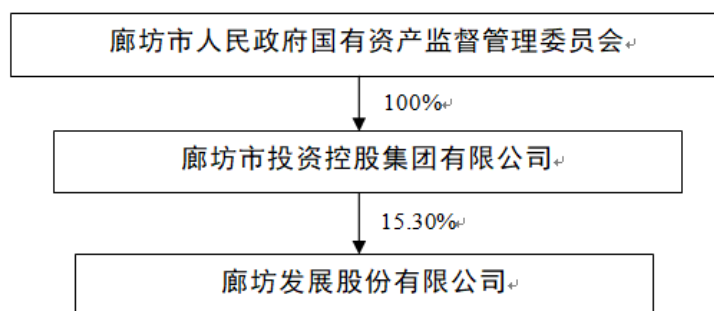 廊坊市人民政府国有资产监督管理委员会
100%
廊坊市投资控股集团有限公司
15.30%
廊坊发展股份有限公司